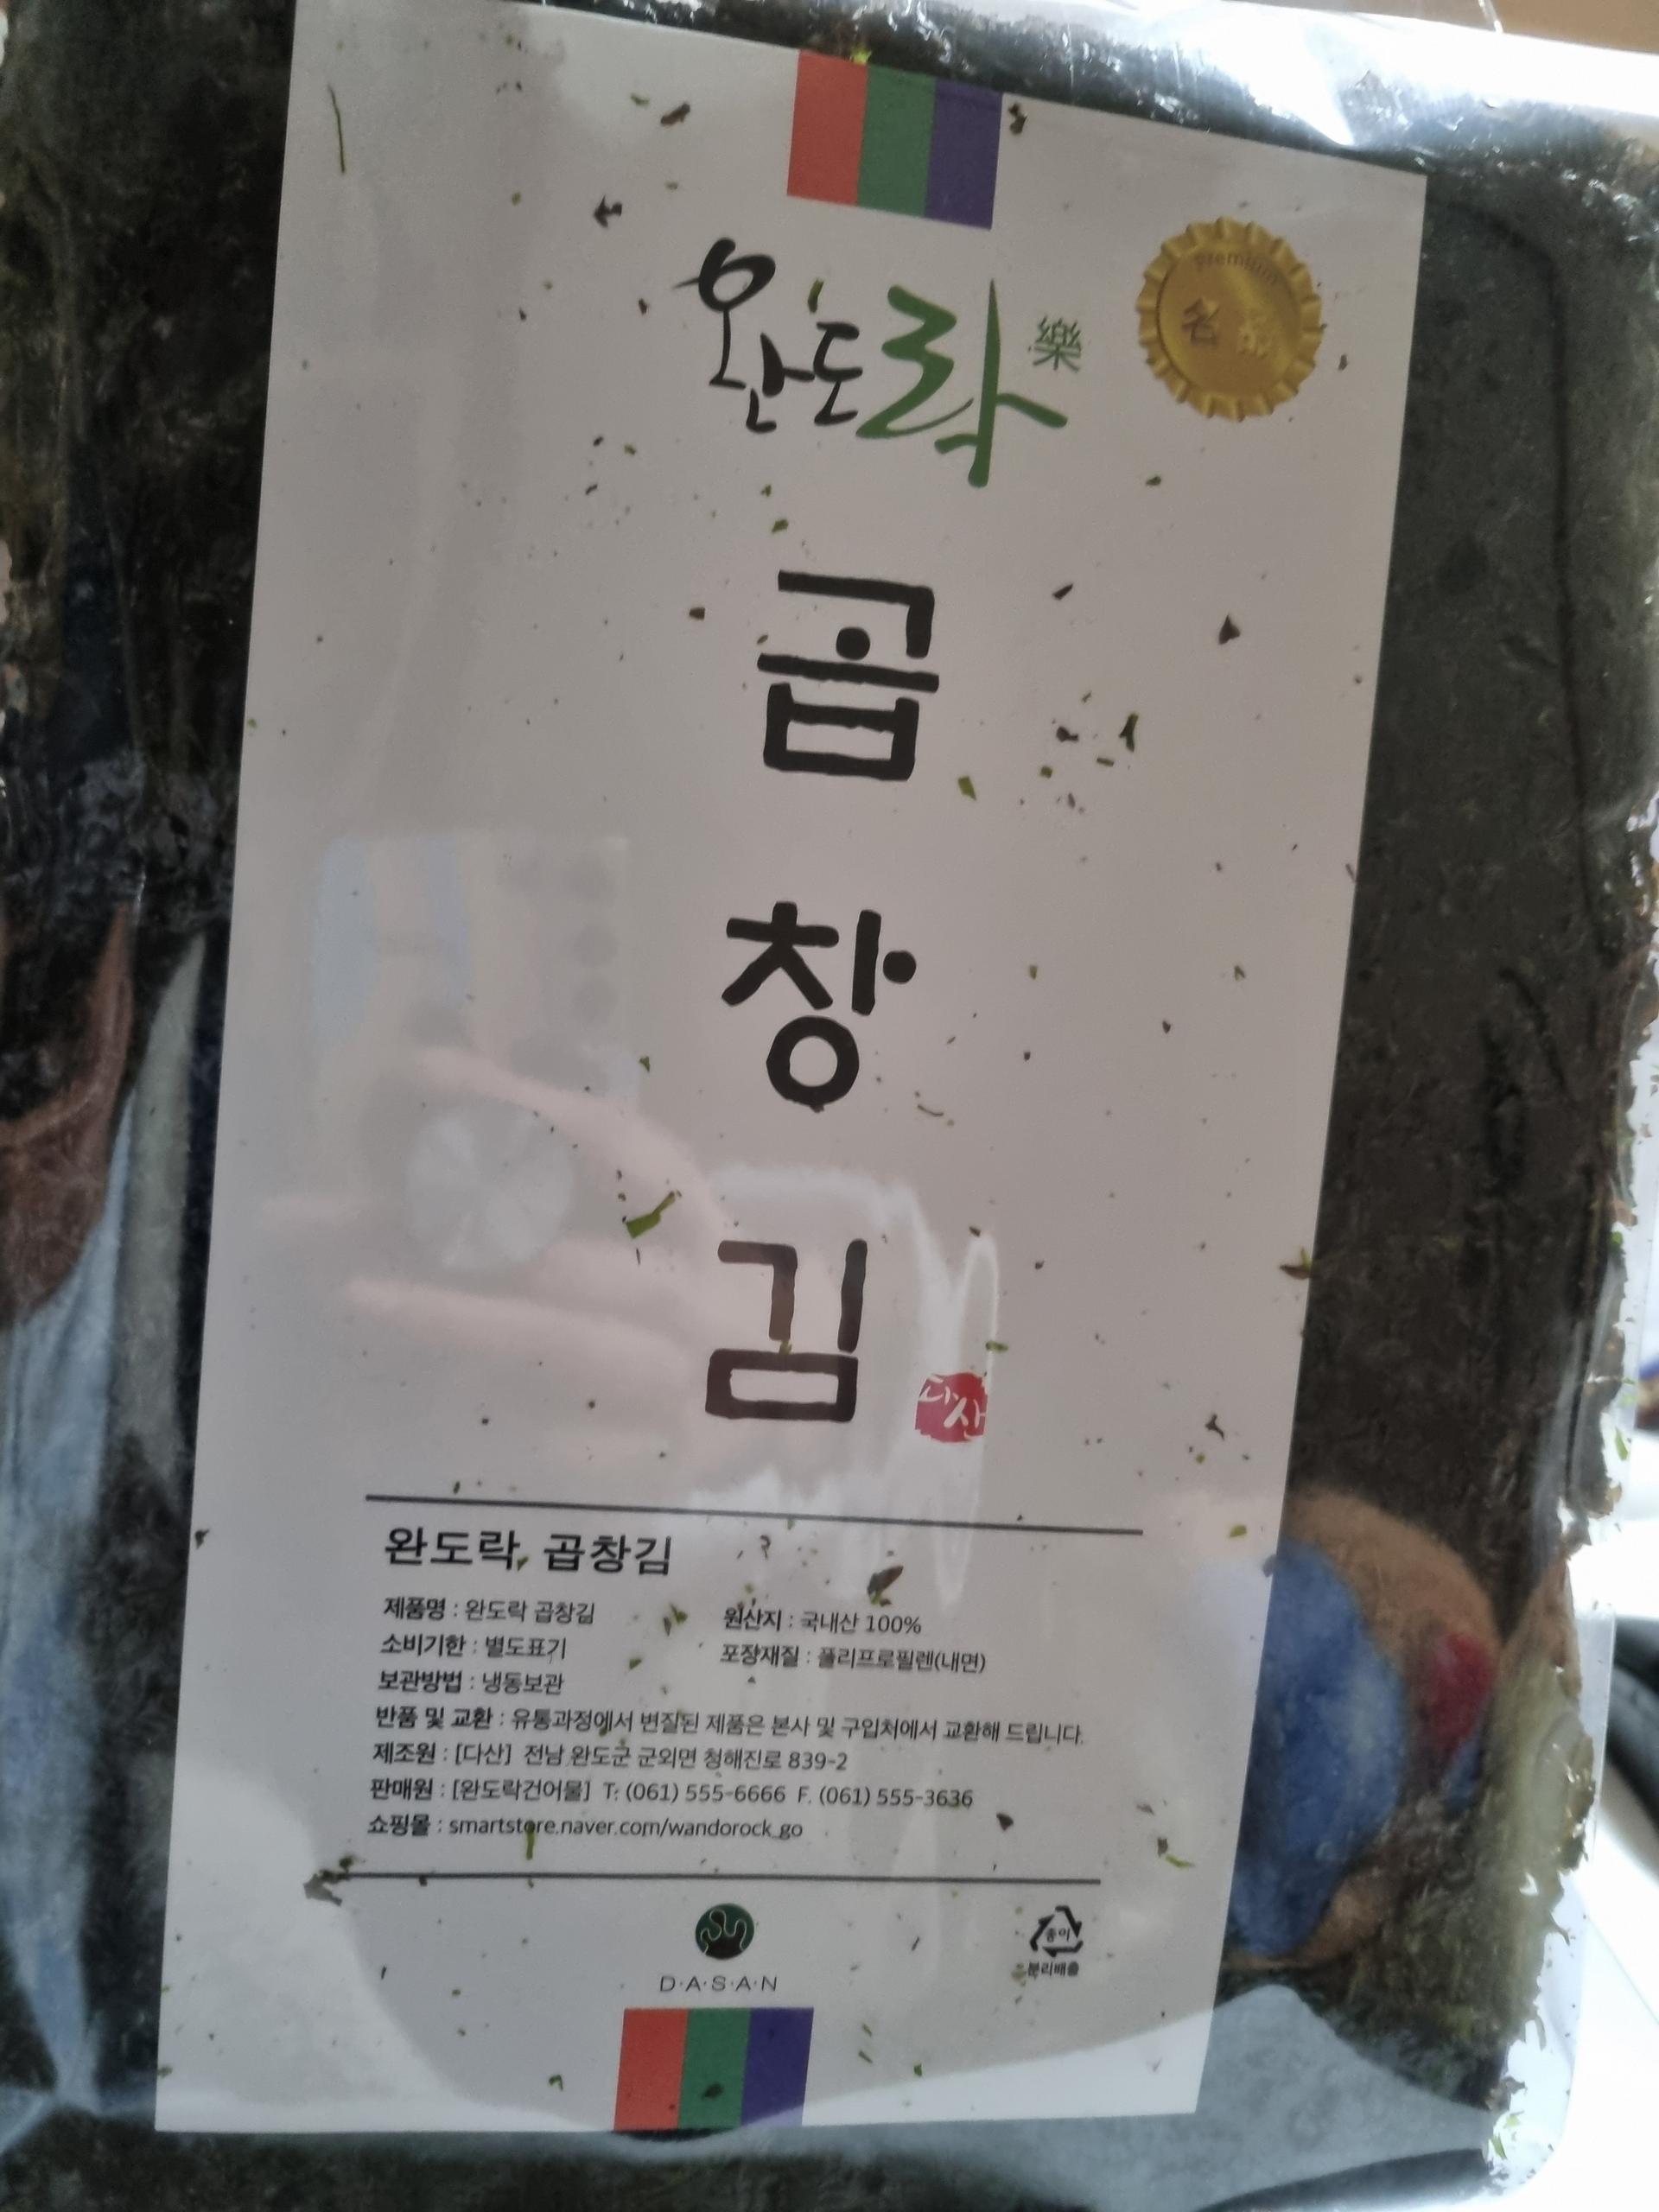 완도락 樂
premium
名品
곱
창
김
다산
완도락 곱창김
제품명 : 완도락 곱창김
원산지 : 국내산 100%
소비기한 : 별도표기
포장재질 : 폴리프로필렌(내면)
보관방법 : 냉동보관
반품 및 교환 : 유통과정에서 변질된 제품은 본사 및 구입처에서 교환해 드립니다.
제조원 : [다산] 전남 완도군 군외면 청해진로 839-2
판매원 : [완도락건어물] T: (061) 555-6666 F. (061) 555-3636
쇼핑몰 : smartstore.naver.com/wandorock_go
D·A·S·A·N
종이
분리배출